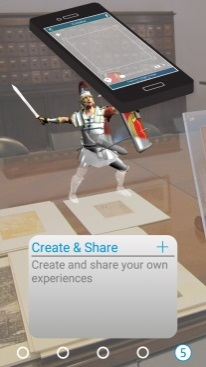 Create & Share +
Create and share your own
experiences
5